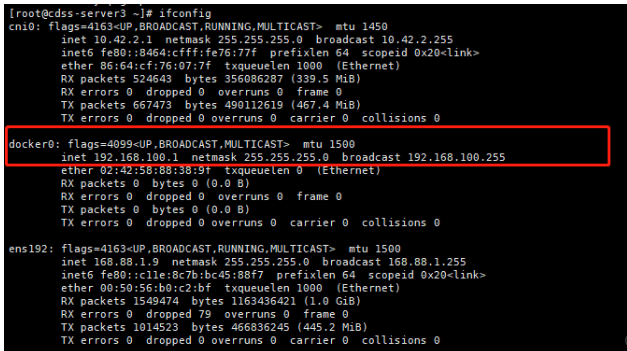 [root@cdss-server3 ~]# ifconfig
cni0: flags=4163<UP,BROADCAST,RUNNING,MULTICAST>  mtu 1450
inet 10.42.2.1  netmask 255.255.255.0  broadcast 10.42.2.255
inet6 fe80::8464:cfff:fe76:77f  prefixlen 64  scopeid 0x20<link>
ether 86:64:cf:76:07:7f  txqueuelen 1000  (Ethernet)
RX packets 524643  bytes 356086287 (339.5 MiB)
RX errors 0  dropped 0  overruns 0  frame 0
TX packets 667473  bytes 490112619 (467.4 MiB)
TX errors 0  dropped 0 overruns 0  carrier 0  collisions 0
docker0: flags=4099<UP,BROADCAST,MULTICAST>  mtu 1500
inet 192.168.100.1  netmask 255.255.255.0  broadcast 192.168.100.255
ether 02:42:58:88:38:9f  txqueuelen 0  (Ethernet)
RX packets 0  bytes 0 (0.0 B)
RX errors 0  dropped 0  overruns 0  frame 0
TX packets 0  bytes 0 (0.0 B)
TX errors 0  dropped 0 overruns 0  carrier 0  collisions 0
ens192: flags=4163<UP,BROADCAST,RUNNING,MULTICAST>  mtu 1500
inet 168.88.1.9  netmask 255.255.255.0  broadcast 168.88.1.255
inet6 fe80::c11e:8c7b:bc45:88f7  prefixlen 64  scopeid 0x20<link>
ether 00:50:56:b0:c2:bf  txqueuelen 1000  (Ethernet)
RX packets 1549474  bytes 1163436421 (1.0 GiB)
RX errors 0  dropped 79  overruns 0  frame 0
TX packets 1014523  bytes 466836245 (445.2 MiB)
TX errors 0  dropped 0 overruns 0  carrier 0  collisions 0